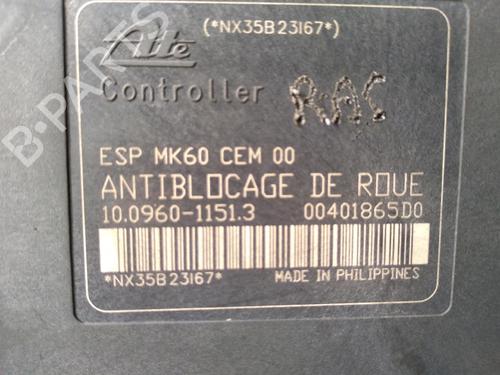 (*NX35B23167*)
Ate
Controller RAS
ESP MK60 CEM 00
ANTIBLOCAGE DE ROUE
10.0960-1151.3 00401865D0
*NX35B23167* MADE IN PHILIPPINES
B-PARTS